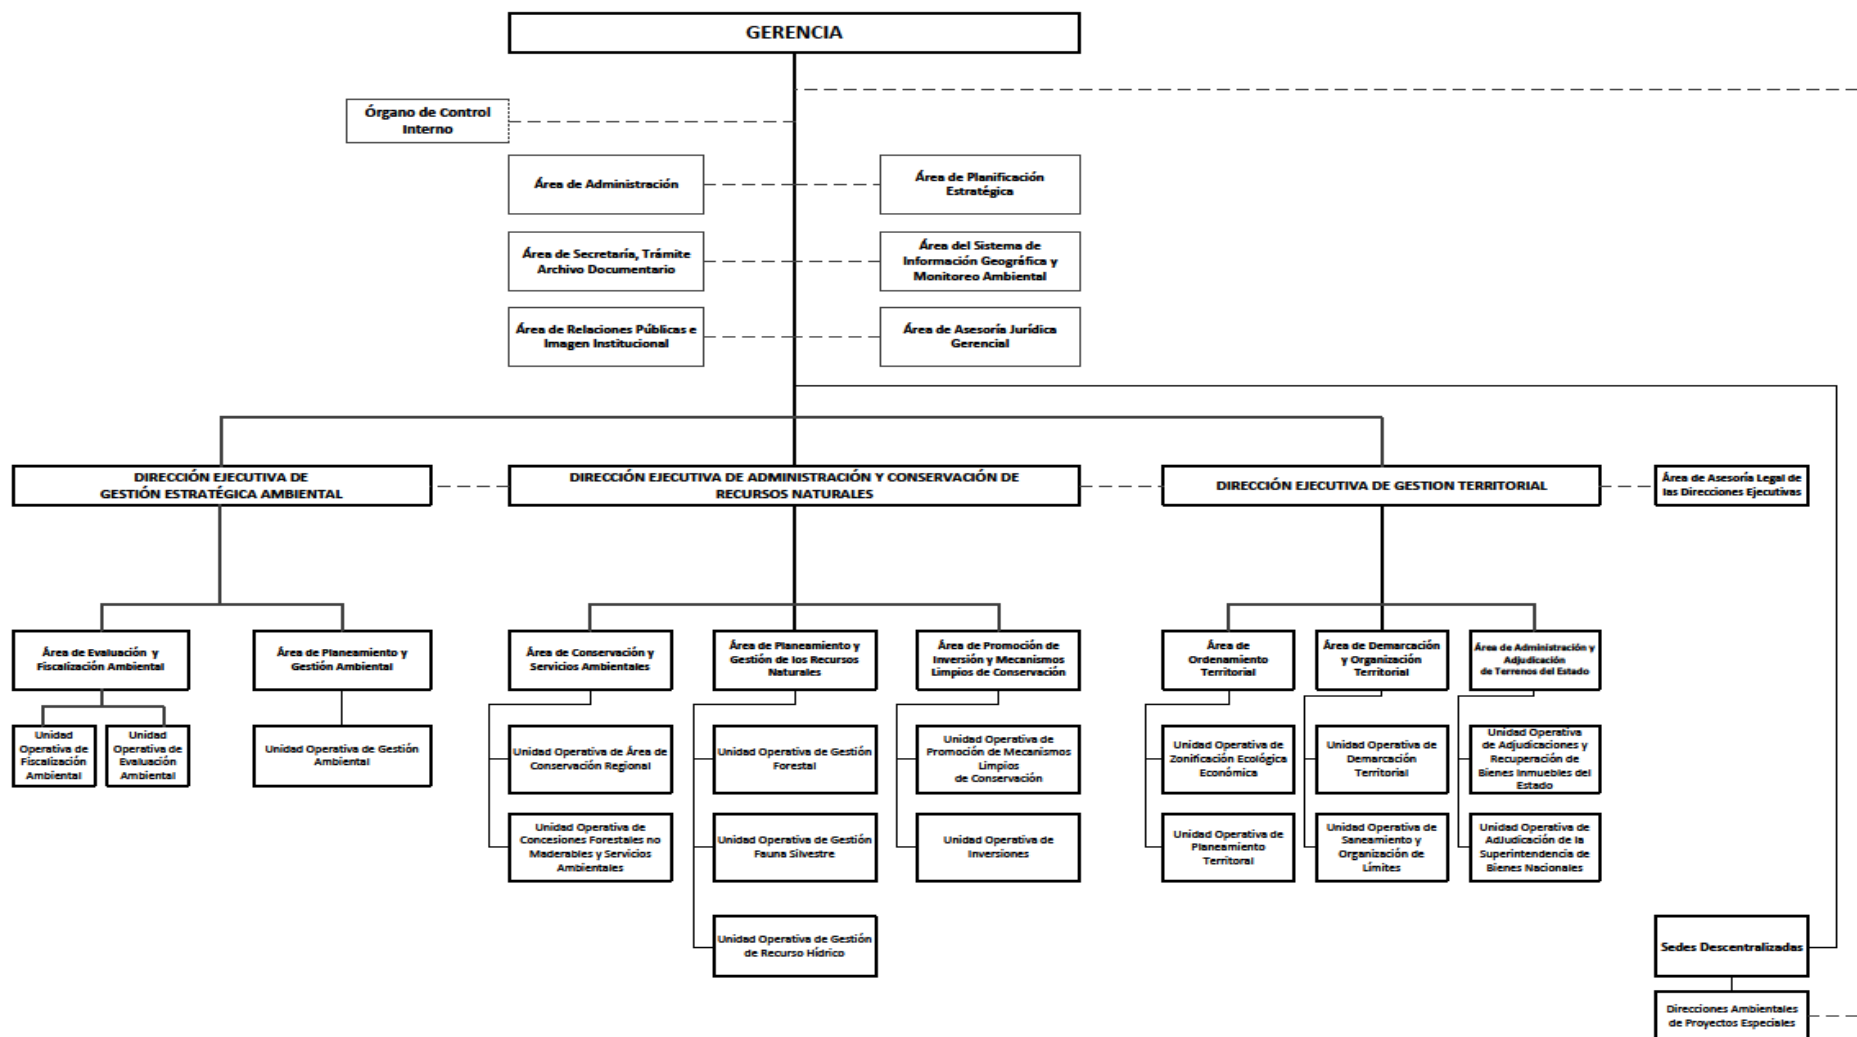 GERENCIA
Órgano de Control
Interno
Área de Administración
Área de Planificación
Estratégica
Área de Secretaría, Trámite
Archivo Documentario
Área del Sistema de
Información Geográfica y
Monitoreo Ambiental
Área de Relaciones Públicas e
Imagen Institucional
Área de Asesoría Jurídica
Gerencial
DIRECCIÓN EJECUTIVA DE
GESTIÓN ESTRATÉGICA AMBIENTAL
DIRECCIÓN EJECUTIVA DE ADMINISTRACIÓN Y CONSERVACIÓN DE
RECURSOS NATURALES
DIRECCIÓN EJECUTIVA DE GESTION TERRITORIAL
Área de Asesoría Legal de
las Direcciones Ejecutivas
Área de Evaluación y
Fiscalización Ambiental
Área de Planeamiento y
Gestión Ambiental
Área de Conservación y
Servicios Ambientales
Área de Planeamiento y
Gestión de los Recursos
Naturales
Área de Promoción de
Inversión y Mecanismos
Limpios de Conservación
Área de
Ordenamiento
Territorial
Área de Demarcación
y Organización
Territorial
Área de Administración y
Adjudicación
de Terrenos del Estado
Unidad
Operativa de
Fiscalización
Ambiental
Unidad
Operativa de
Evaluación
Ambiental
Unidad Operativa de Gestión
Ambiental
Unidad Operativa de Área de
Conservación Regional
Unidad Operativa de Gestión
Forestal
Unidad Operativa de
Promoción de Mecanismos
Limpios
de Conservación
Unidad Operativa de
Zonificación Ecológica
Económica
Unidad Operativa de
Demarcación
Territorial
Unidad Operativa
de Adjudicaciones y
Recuperación de
Bienes Inmuebles del
Estado
Unidad Operativa de
Concesiones Forestales no
Maderables y Servicios
Ambientales
Unidad Operativa de Gestión
Fauna Silvestre
Unidad Operativa de
Inversiones
Unidad Operativa de
Planeamiento
Territoral
Unidad Operativa de
Saneamiento y
Organización de
Límites
Unidad Operativa de
Adjudicación de la
Superintendencia de
Bienes Nacionales
Unidad Operativa de Gestión
de Recurso Hídrico
Sedes Descentralizadas
Direcciones Ambientales
de Proyectos Especiales